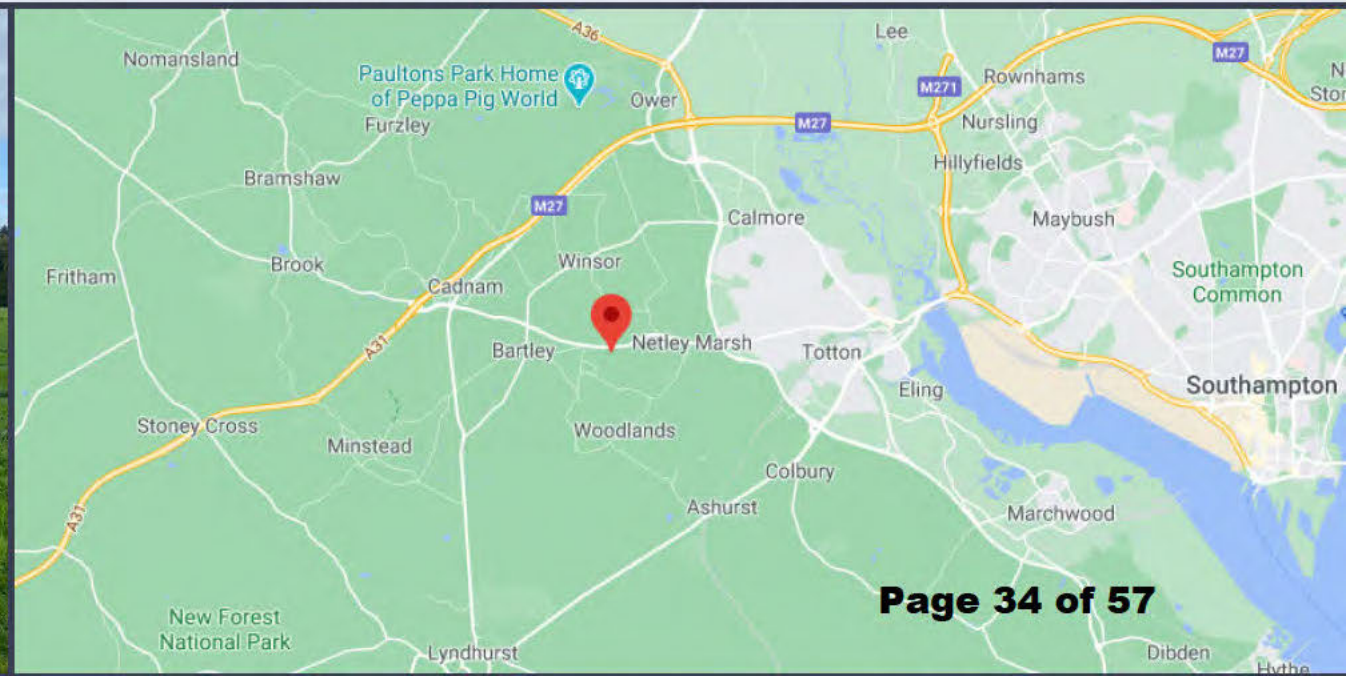 A36
Lee
M27
Nomansland
Paultons Park Home
of Peppa Pig World
Ower
M271
Rownhams
Furzley
M27
Nursling
Hillyfields
Bramshaw
M27
Calmore
Maybush
Brook
Winsor
Fritham
Cadnam
Southampton
Common
A31
Bartley
Netley Marsh
Totton
Eling
Southampton
Stoney Cross
Minstead
Woodlands
Colbury
A31
Ashurst
Marchwood
Page 34 of 57
New Forest
National Park
Lyndhurst
Dibden
Hythe